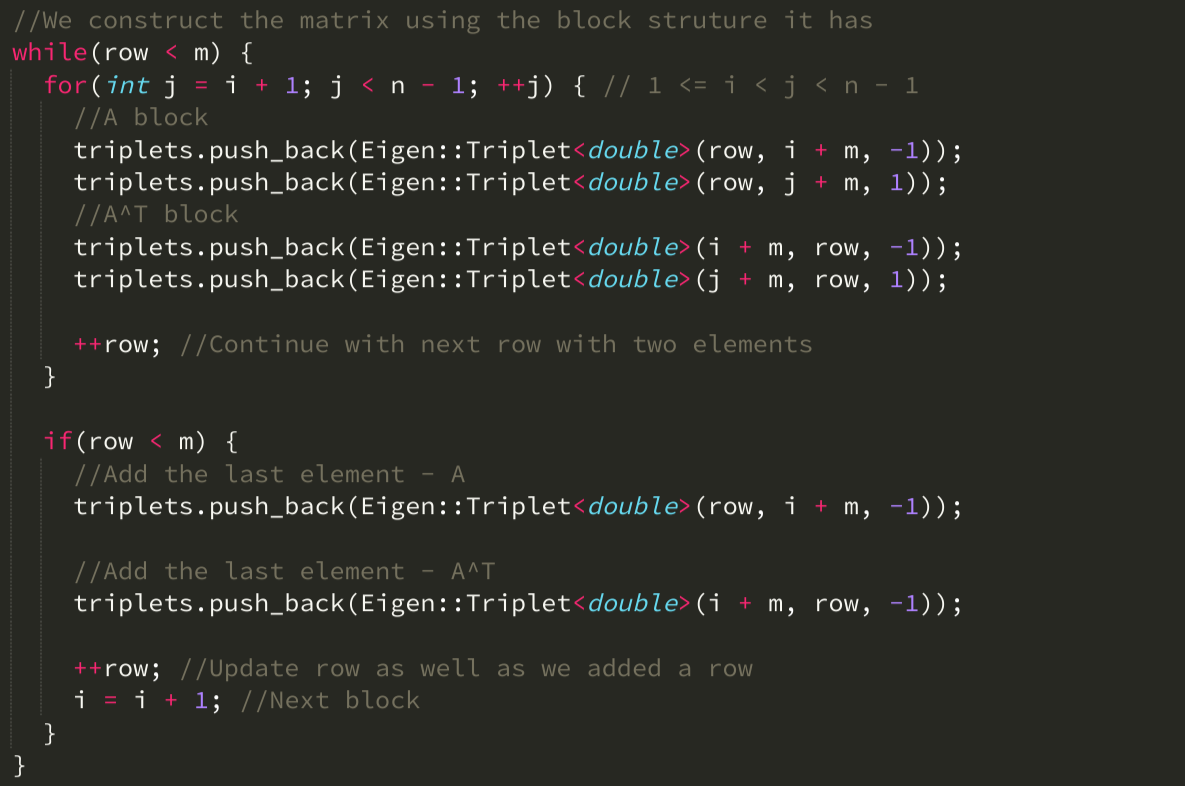 //We construct the matrix using the block struture it has
while(row < m) {
for(int j = i + 1; j < n - 1; ++j) { // 1 <= i < j < n - 1
//A block
triplets.push_back(Eigen::Triplet<double>(row, i + m, -1));
triplets.push_back(Eigen::Triplet<double>(row, j + m, 1));
//A^T block
triplets.push_back(Eigen::Triplet<double>(i + m, row, -1));
triplets.push_back(Eigen::Triplet<double>(j + m, row, 1));
++row; //Continue with next row with two elements
}
if(row < m) {
//Add the last element - A
triplets.push_back(Eigen::Triplet<double>(row, i + m, -1));
//Add the last element - A^T
triplets.push_back(Eigen::Triplet<double>(i + m, row, -1));
++row; //Update row as well as we added a row
i = i + 1; //Next block
}
}